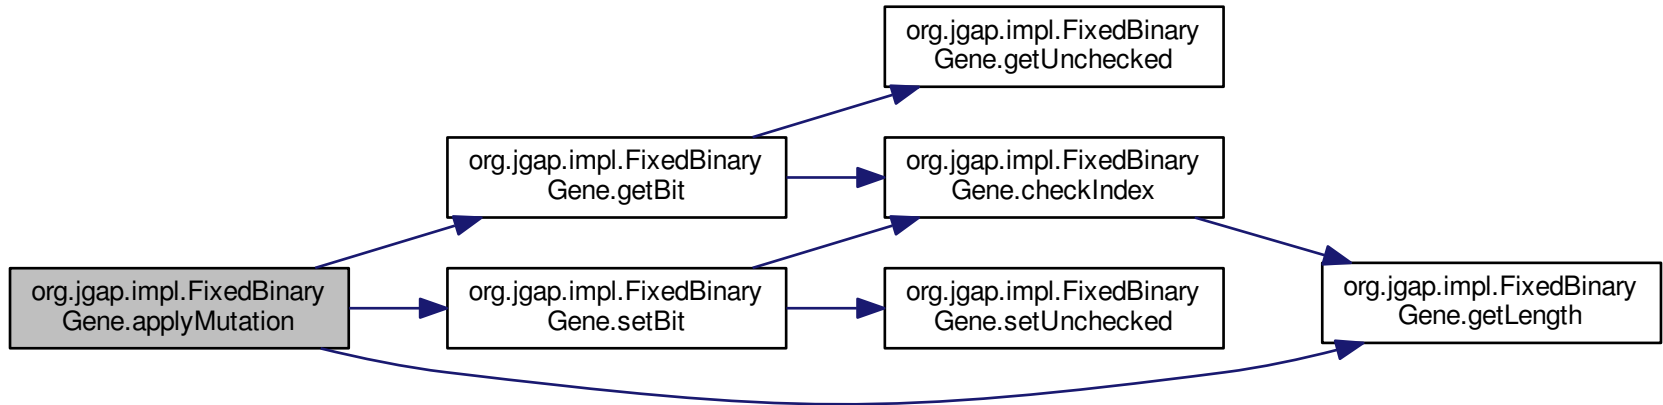 org.jgap.impl.FixedBinary
Gene.getUnchecked
org.jgap.impl.FixedBinary
Gene.getBit
org.jgap.impl.FixedBinary
Gene.checkIndex
org.jgap.impl.FixedBinary
Gene.applyMutation
org.jgap.impl.FixedBinary
Gene.setBit
org.jgap.impl.FixedBinary
Gene.setUnchecked
org.jgap.impl.FixedBinary
Gene.getLength